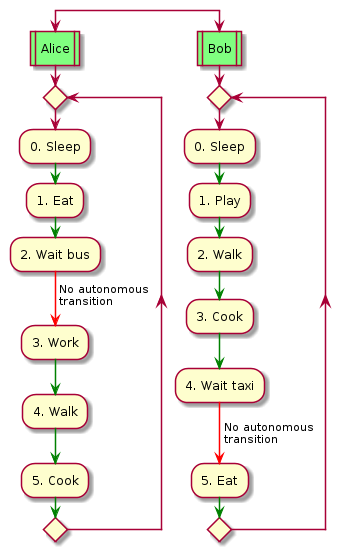 Alice
0. Sleep
1. Eat
2. Wait bus
No autonomous
transition
3. Work
4. Walk
5. Cook
Bob
0. Sleep
1. Play
2. Walk
3. Cook
4. Wait taxi
No autonomous
transition
5. Eat